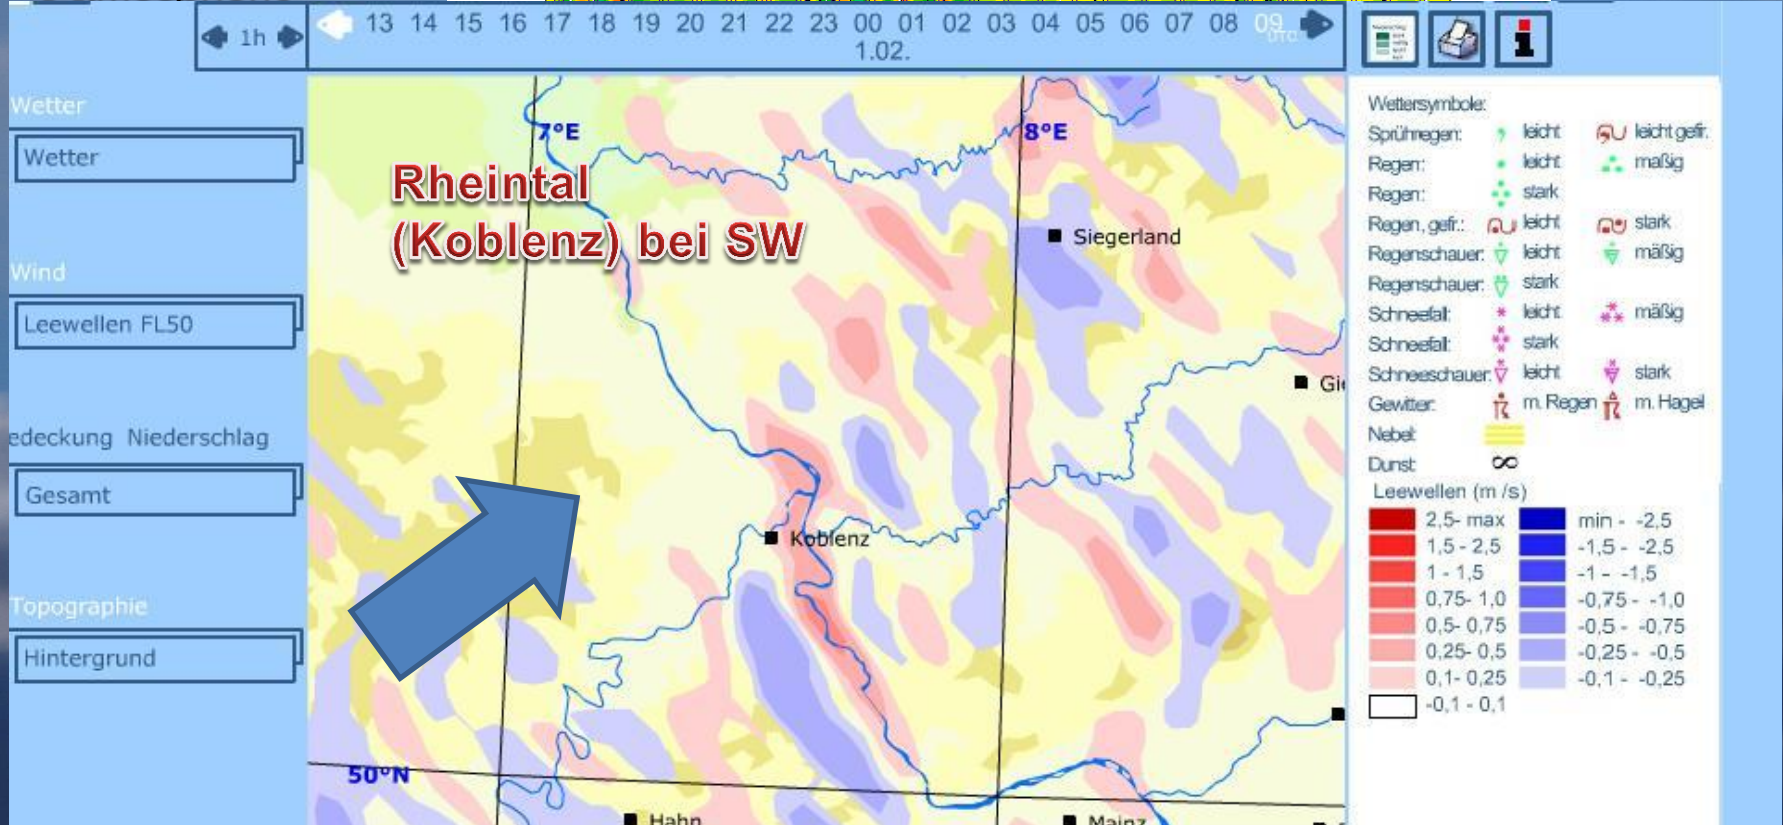 1h
13 14 15 16 17 18 19 20 21 22 23 00 01 02 03 04 05 06 07 08 09
1.02.
UTC
Wetter
Wetter
Wind
Leewellen FL50
edeckung Niederschlag
Gesamt
Topographie
Hintergrund
7°E
8°E
Rheintal
(Koblenz) bei SW
Siegerland
Gi
Koblenz
50°N
Hahn
Mainz
Wettersymbole:
Sprühregen: leicht leicht gefr.
Regen: leicht maßig
Regen: stark
Regen, gefr.: leicht stark
Regenschauer: leicht mäßig
Regenschauer: stark
Schneefall: leicht mäßig
Schneefall: stark
Schneeschauer: leicht stark
Gewitter: m. Regen m. Hagel
Nebel:
Dunst:
Leewellen (m /s)
2,5- max min - -2,5
1,5 - 2,5 -1,5 - -2,5
1 - 1,5 -1 - -1,5
0,75- 1,0 -0,75 - -1,0
0,5- 0,75 -0,5 - -0,75
0,25- 0,5 -0,25 - -0,5
0,1- 0,25 -0,1 - -0,25
-0,1 - 0,1